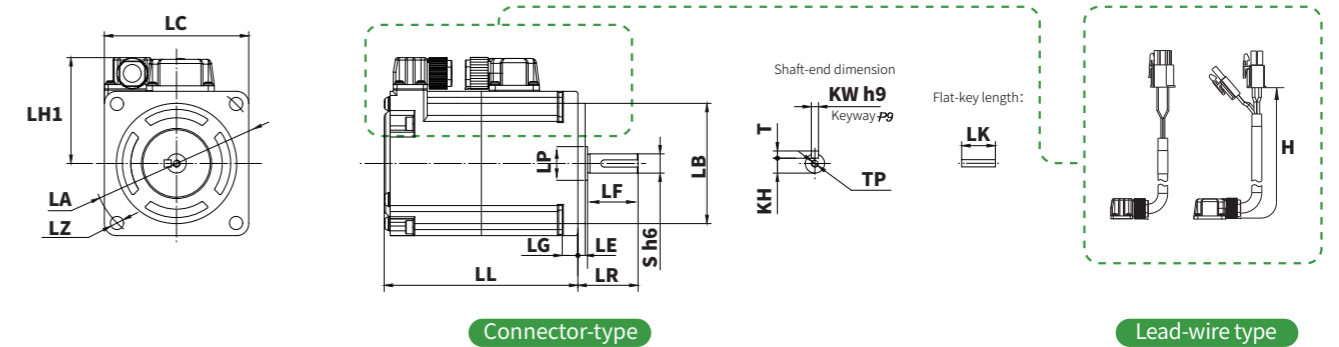 LC
LH1
LA
LZ
LP
LF
LB
LG
LE
S h6
LL
LR
Connector-type
Shaft-end dimension
KW h9
Keyway P9
T
KH
TP
Flat-key length:
LK
H
Lead-wire type